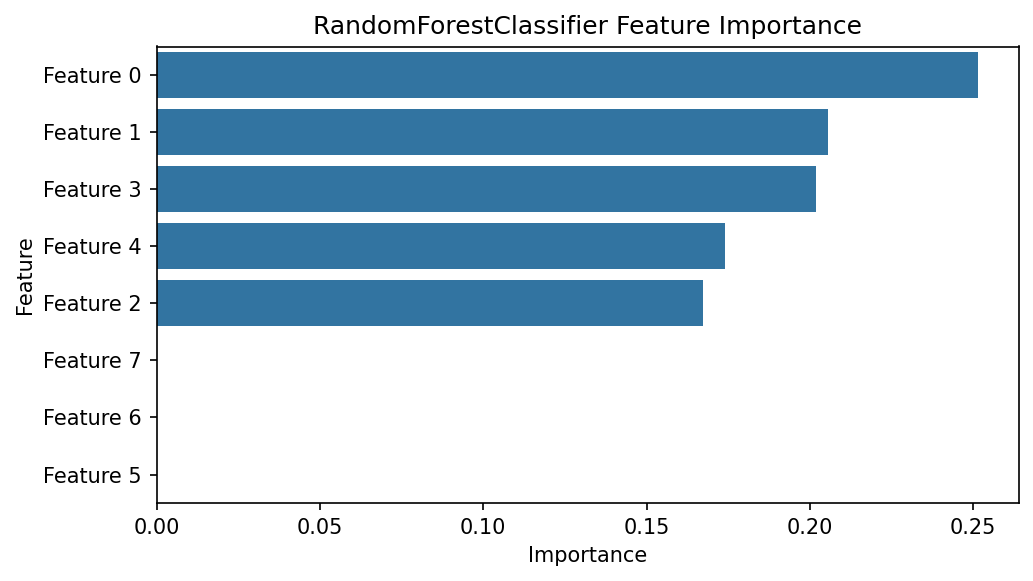 RandomForestClassifier Feature Importance
Feature 0
Feature 1
Feature 3
Feature 4
Feature 2
Feature 7
Feature 6
Feature 5
Feature
0.00 0.05 0.10 0.15 0.20 0.25
Importance